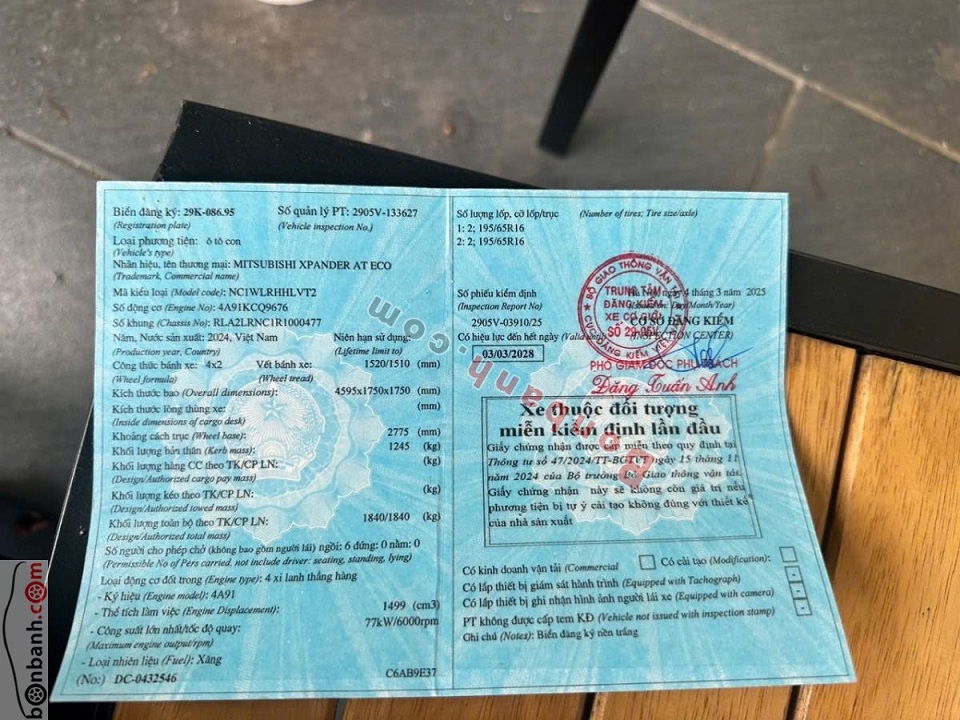 Biển đăng ký: 29K-086.95
(Registration plate)
Số quản lý PT: 2905V-133627
(Vehicle inspection No.)
Loại phương tiện: ô tô con
(Vehicle's type)
Nhãn hiệu, tên thương mại: MITSUBISHI XPANDER AT ECO
(Trademark, Commercial name)
Mã kiểu loại (Model code): NC1WLRHHLVT2
Số động cơ (Engine No): 4A91KCQ9676
Số khung (Chassis No): RLA2LRNC1R1000477
Năm, Nước sản xuất: 2024, Việt Nam
(Production year, Country)
Niên hạn sử dụng:
(Lifetime limit to)
Công thức bánh xe: 4x2
(Wheel formula)
Vết bánh xe: 1520/1510 (mm)
(Wheel tread)
Kích thước bao (Overall dimensions): 4595x1750x1750 (mm)
Kích thước lòng thùng xe: (mm)
(Inside dimensions of cargo desk)
Khoảng cách trục (Wheel base): 2775 (mm)
Khối lượng bản thân (Kerb mass): 1245 (kg)
Khối lượng hàng CC theo TK/CP LN: (kg)
(Design/Authorized cargo pay mass)
Khối lượng kéo theo TK/CP LN: (kg)
(Design/Authorized towed mass)
Khối lượng toàn bộ theo TK/CP LN: 1840/1840 (kg)
(Design/Authorized total mass)
Số người cho phép chở (không bao gồm người lái) ngồi: 6 đứng: 0 nằm: 0
(Permissible No of Pers carried, not include driver: seating, standing, lying)
Loại động cơ đốt trong (Engine type): 4 xi lanh thẳng hàng
- Ký hiệu (Engine model): 4A91
- Thể tích làm việc (Engine Displacement): 1499 (cm3)
- Công suất lớn nhất/tốc độ quay: 77kW/6000rpm
(Maximum engine output/rpm)
- Loại nhiên liệu (Fuel): Xăng
(No:) DC-0432546
C6AB9E37
Số lượng lốp, cỡ lốp/trục (Number of tires; Tire size/axle)
1: 2; 195/65R16
2: 2; 195/65R16
Số phiếu kiểm định
(Inspection Report No)
2905V-03910/25
ngày 4 tháng 3 năm 2025
Có hiệu lực đến hết ngày (Valid until)
03/03/2028
CƠ SỞ ĐĂNG KIỂM
(INSPECTION CENTER)
BỘ GIAO THÔNG VẬN
TRUNG TÂM
ĐĂNG KIỂM
XE CƠ GIỚI
SỐ 29-05V
CỤC ĐĂNG KIỂM
PHÓ GIÁM ĐỐC PHỤ TRÁCH
Đặng Tuấn Anh
Xe thuộc đối tượng
miễn kiểm định lần đầu
Giấy chứng nhận được cấp miễn theo quy định tại
Thông tư số 47/2024/TT-BGTVT ngày 15 tháng 11
năm 2024 của Bộ trưởng Bộ Giao thông vận tải.
Giấy chứng nhận này sẽ không còn giá trị nếu
phương tiện bị tự ý cải tạo không đúng với thiết kế
của nhà sản xuất
Có kinh doanh vận tải (Commercial Có cải tạo (Modification):
Có lắp thiết bị giám sát hành trình (Equipped with Tachograph)
Có lắp thiết bị ghi nhận hình ảnh người lái xe (Equipped with camera)
PT không được cấp tem KĐ (Vehicle not issued with inspection stamp)
Ghi chú (Notes): Biển đăng ký nền trắng
Bonbanh.com
bonbanh.com